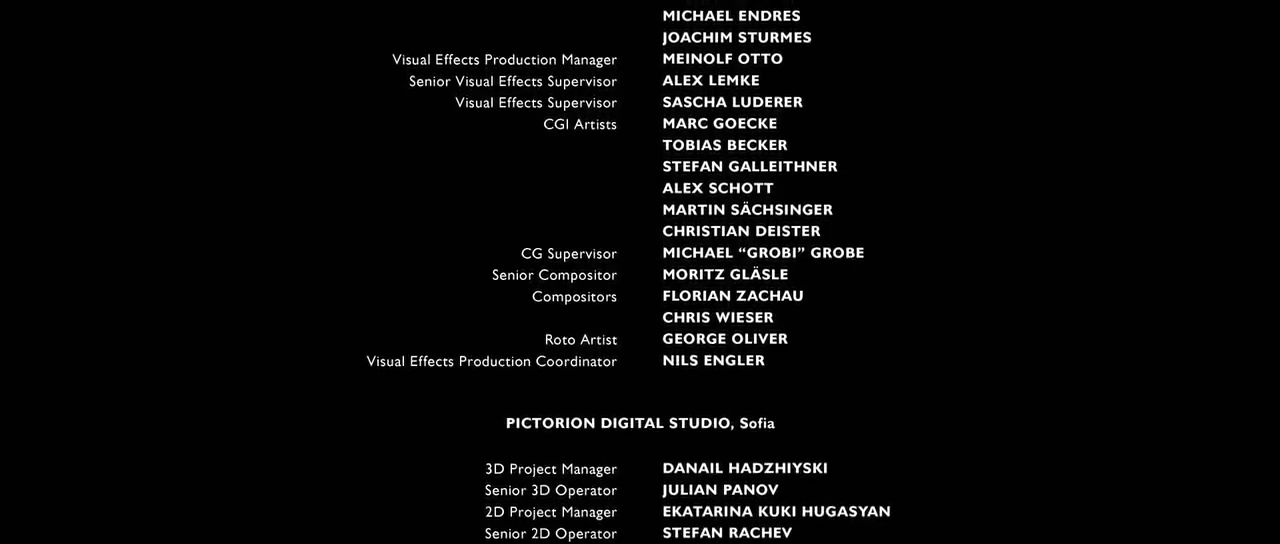 MICHAEL ENDRES
JOACHIM STURMES
Visual Effects Production Manager MEINOLF OTTO
Senior Visual Effects Supervisor ALEX LEMKE
Visual Effects Supervisor SASCHA LUDERER
CGI Artists MARC GOECKE
TOBIAS BECKER
STEFAN GALLEITHNER
ALEX SCHOTT
MARTIN SÄCHSINGER
CHRISTIAN DEISTER
CG Supervisor MICHAEL “GROBI” GROBE
Senior Compositor MORITZ GLÄSLE
Compositors FLORIAN ZACHAU
CHRIS WIESER
Roto Artist GEORGE OLIVER
Visual Effects Production Coordinator NILS ENGLER
PICTORION DIGITAL STUDIO, Sofia
3D Project Manager DANAIL HADZHIYSKI
Senior 3D Operator JULIAN PANOV
2D Project Manager EKATARINA KUKI HUGASYAN
Senior 2D Operator STEFAN RACHEV